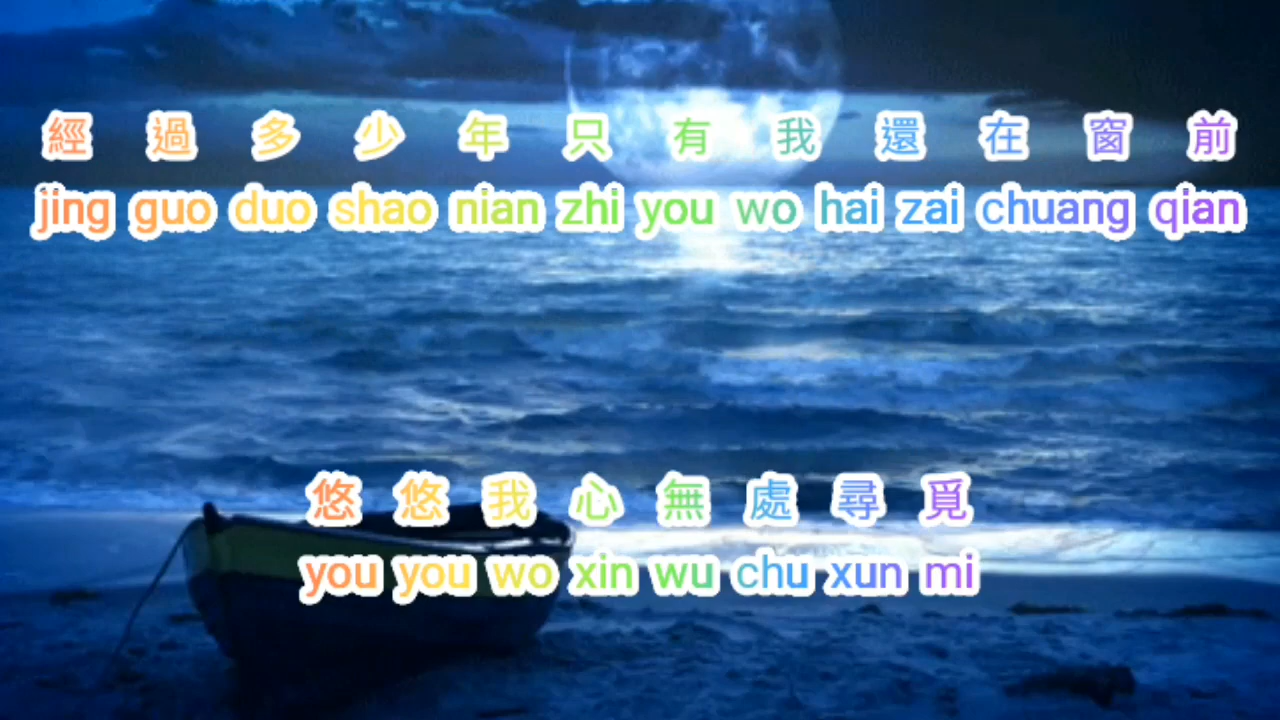 經過多少年只有我還在窗前
jing guo duo shao nian zhi you wo hai zai chuang qian
悠悠我心無處尋覓
you you wo xin wu chu xun mi